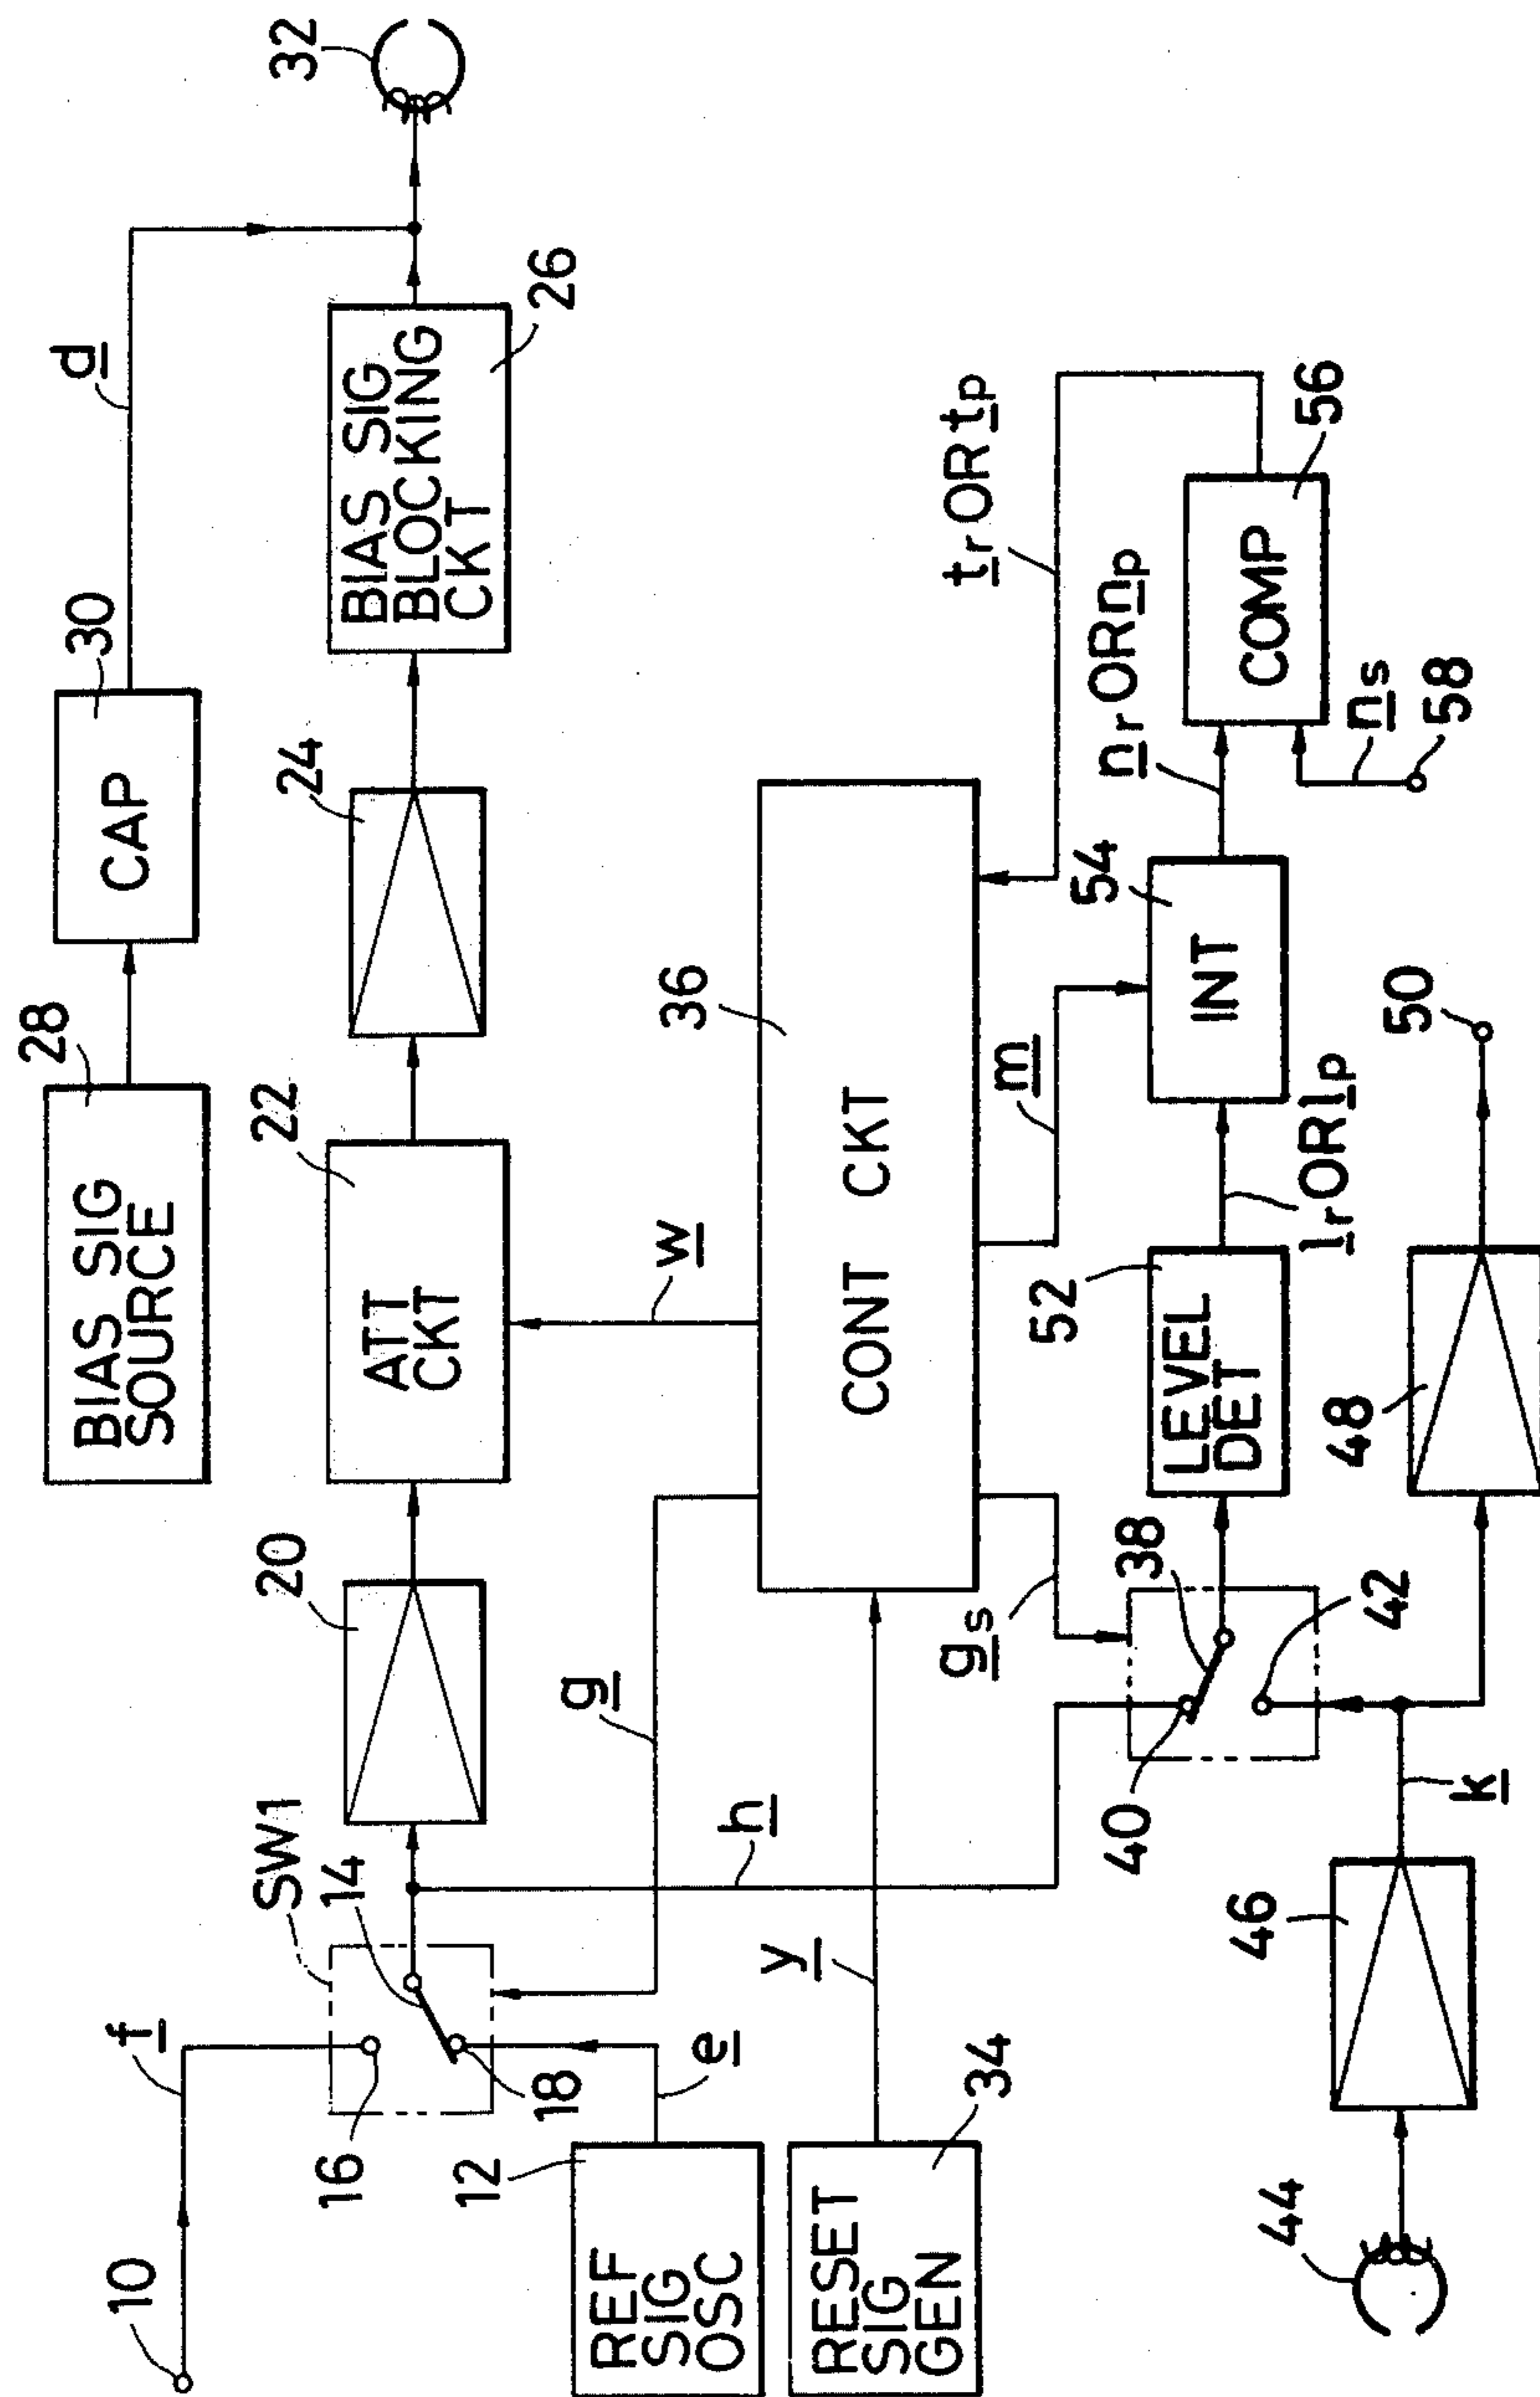 28
BIAS SIG
SOURCE
30
CAP
d
32
10
f
SW1
14
16
18
20
22
ATT
CKT
24
BIAS SIG
BLOCKING
CKT
26
12
REF
SIG
OSC
e
g
w
h
34
RESET
SIG
GEN
y
36
CONT CKT
gs
m
tr OR tp
38
40
42
52
LEVEL
DET
lr OR lp
54
INT
nr OR np
COMP
56
ns
58
44
46
k
48
50